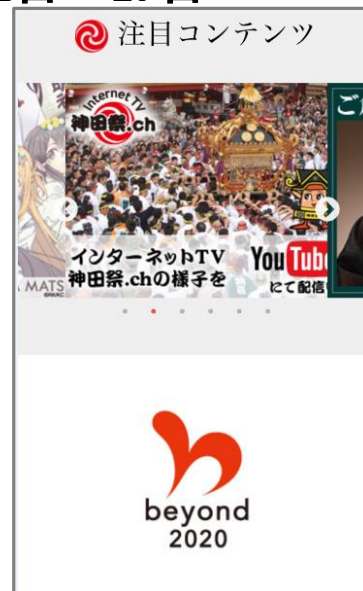 注目コンテンツ
Internet TV
神田祭.ch
ご
インターネットTV
神田祭.chの様子を
YouTube
にて配信
MATS
beyond
2020